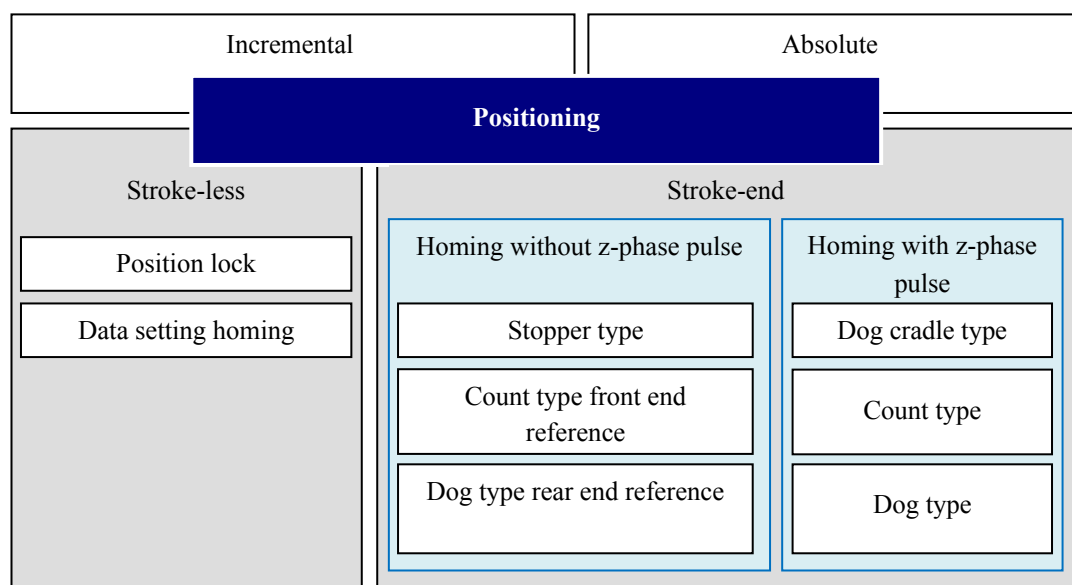 Incremental
Absolute
Positioning
Stroke-less
Position lock
Data setting homing
Stroke-end
Homing without z-phase pulse
Stopper type
Count type front end
reference
Dog type rear end reference
Homing with z-phase
pulse
Dog cradle type
Count type
Dog type